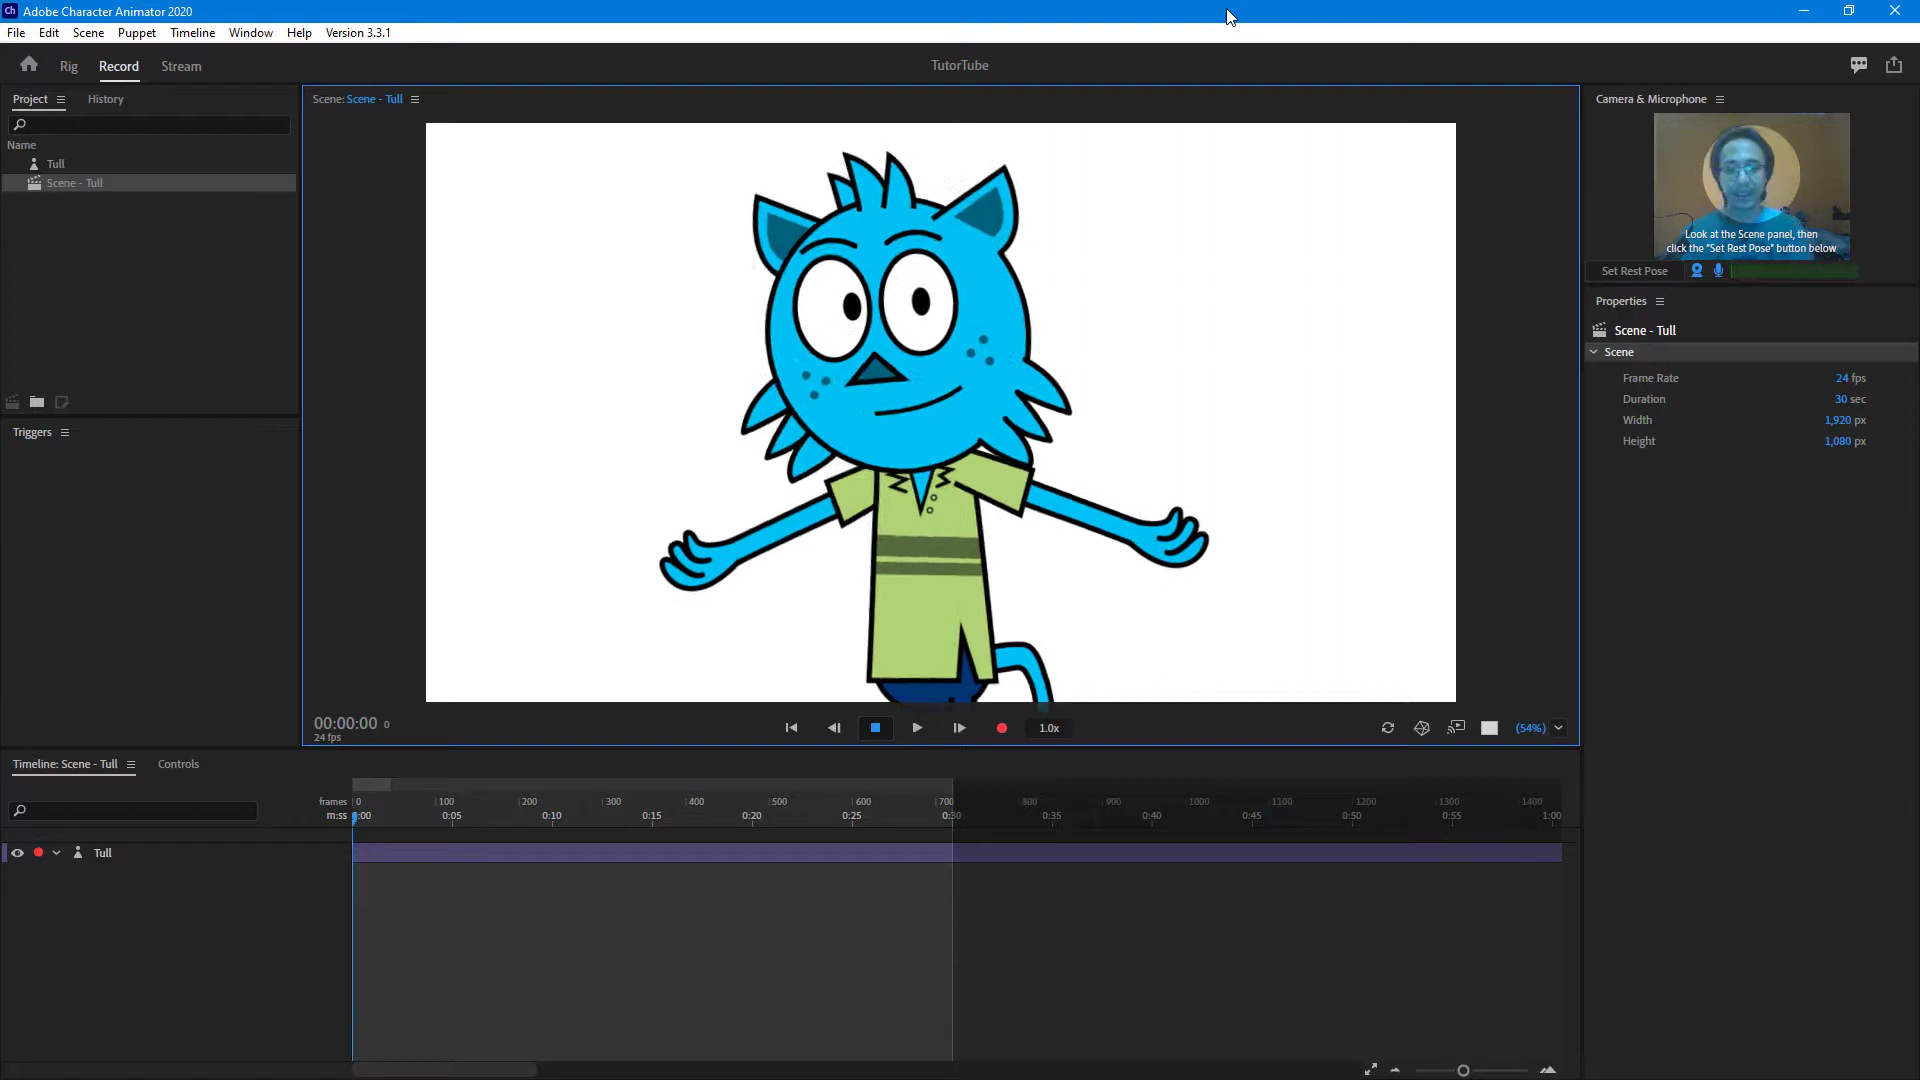 Ch Adobe Character Animator 2020
File Edit Scene Puppet Timeline Window Help Version 3.3.1
Rig Record Stream TutorTube
Project History
Name
Tull
Scene - Tull
Triggers
Scene: Scene - Tull
00:00:00 0
24 fps
1.0x
(54%)
Camera & Microphone
Look at the Scene panel, then
click the "Set Rest Pose" button below
Set Rest Pose
Properties
Scene - Tull
Scene
Frame Rate 24 fps
Duration 30 sec
Width 1,920 px
Height 1,080 px
Timeline: Scene - Tull Controls
frames 0 100 200 300 400 500 600 700 800 900 1000 1100 1200 1300 1400
m:ss 0:00 0:05 0:10 0:15 0:20 0:25 0:30 0:35 0:40 0:45 0:50 0:55 1:00
Tull